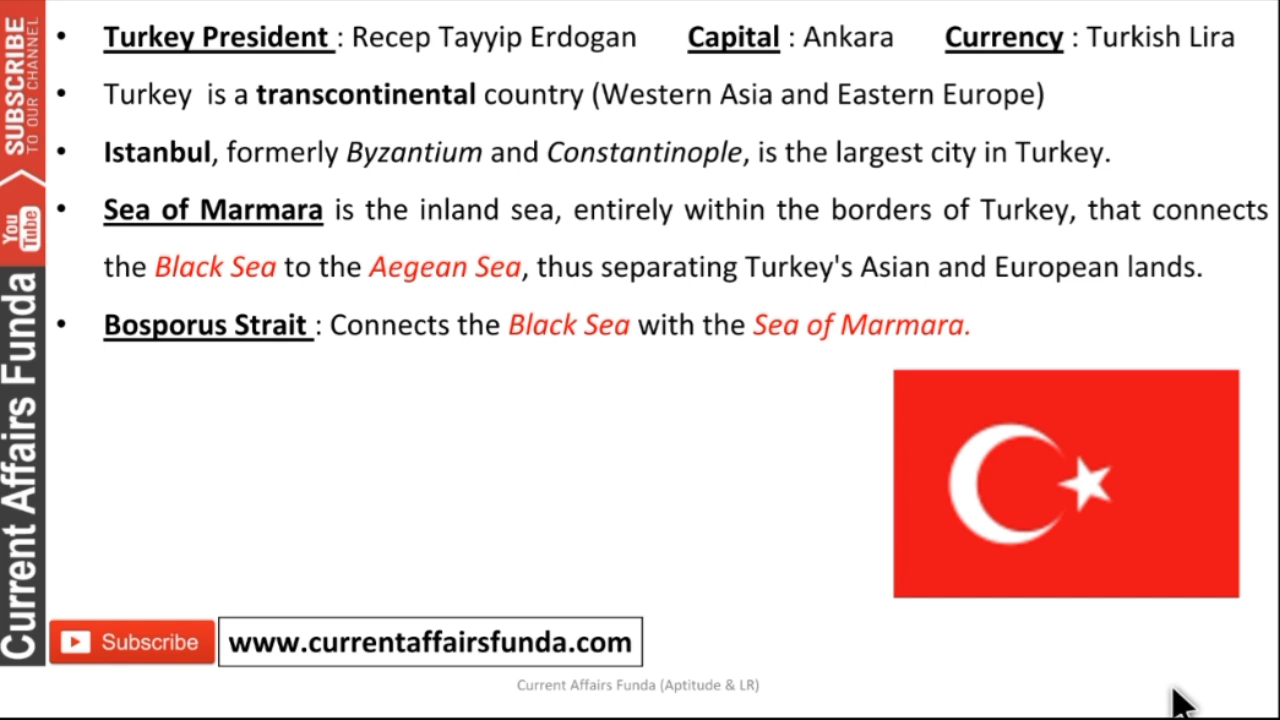 • Turkey President : Recep Tayyip Erdogan Capital : Ankara Currency : Turkish Lira
• Turkey is a transcontinental country (Western Asia and Eastern Europe)
• Istanbul, formerly Byzantium and Constantinople, is the largest city in Turkey.
• Sea of Marmara is the inland sea, entirely within the borders of Turkey, that connects
the Black Sea to the Aegean Sea, thus separating Turkey's Asian and European lands.
• Bosporus Strait : Connects the Black Sea with the Sea of Marmara.
SUBSCRIBE
TO OUR CHANNEL
You Tube
Current Affairs Funda
Subscribe
www.currentaffairsfunda.com
Current Affairs Funda (Aptitude & LR)